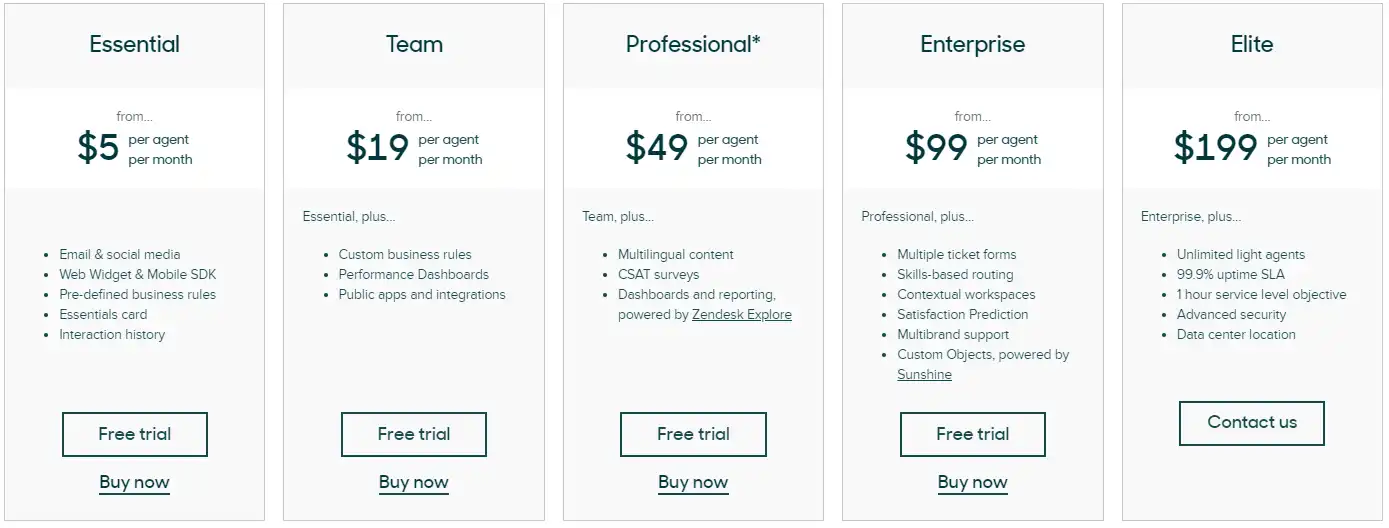 Essential
from...
$5 per agent
per month
Email & social media
Web Widget & Mobile SDK
Pre-defined business rules
Essentials card
Interaction history
Free trial
Buy now
Team
from...
$19 per agent
per month
Essential, plus...
Custom business rules
Performance Dashboards
Public apps and integrations
Free trial
Buy now
Professional*
from...
$49 per agent
per month
Team, plus...
Multilingual content
CSAT surveys
Dashboards and reporting,
powered by Zendesk Explore
Free trial
Buy now
Enterprise
from...
$99 per agent
per month
Professional, plus...
Multiple ticket forms
Skills-based routing
Contextual workspaces
Satisfaction Prediction
Multibrand support
Custom Objects, powered by
Sunshine
Free trial
Buy now
Elite
from...
$199 per agent
per month
Enterprise, plus...
Unlimited light agents
99.9% uptime SLA
1 hour service level objective
Advanced security
Data center location
Contact us